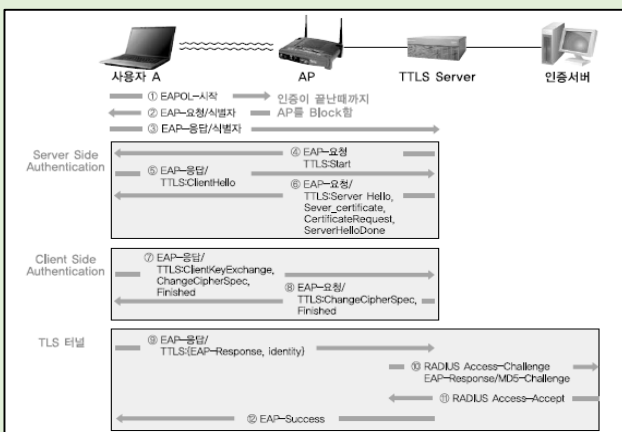 사용자 A
AP
TTLS Server
인증서버
① EAPOL-시작
인증이 끝난때까지
AP를 Block함
② EAP-요청/식별자
③ EAP-응답/식별자
Server Side
Authentication
④ EAP-요청
TTLS:Start
⑤ EAP-응답/
TTLS:ClientHello
⑥ EAP-요청/
TTLS:Server Hello,
Sever_certificate,
CertificateRequest,
ServerHelloDone
Client Side
Authentication
⑦ EAP-응답/
TTLS:ClientKeyExchange,
ChangeCipherSpec,
Finished
⑧ EAP-요청/
TTLS:ChangeCipherSpec,
Finished
TLS 터널
⑨ EAP-응답/
TTLS:{EAP-Response, identity}
⑩ RADIUS Access-Challenge
EAP-Response/MD5-Challenge
⑪ RADIUS Access-Accept
⑫ EAP-Success